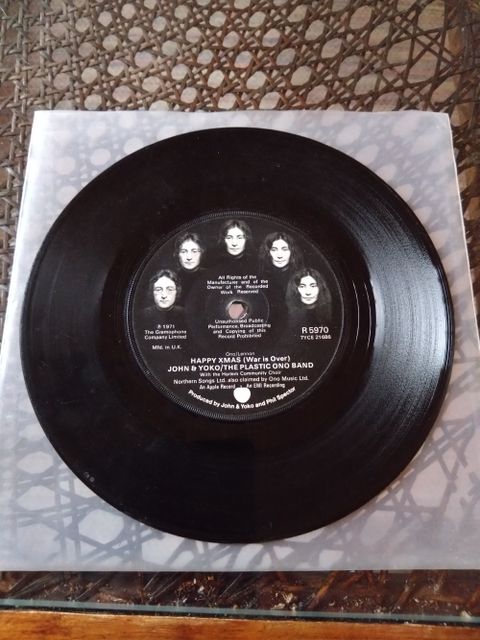 All Rights of the
Manufacturer and of the
Owner of the Recorded
Work Reserved
Unauthorised Public
Performance, Broadcasting
and Copying of this
Record Prohibited
℗ 1971
The Gramophone
Company Limited
Mfd. in U.K.
R 5970
7YCE 21686
Ono/Lennon
HAPPY XMAS (War is Over)
JOHN & YOKO/THE PLASTIC ONO BAND
With the Harlem Community Choir
Northern Songs Ltd. also claimed by Ono Music Ltd.
An Apple Record An EMI Recording
Produced by John & Yoko and Phil Spector